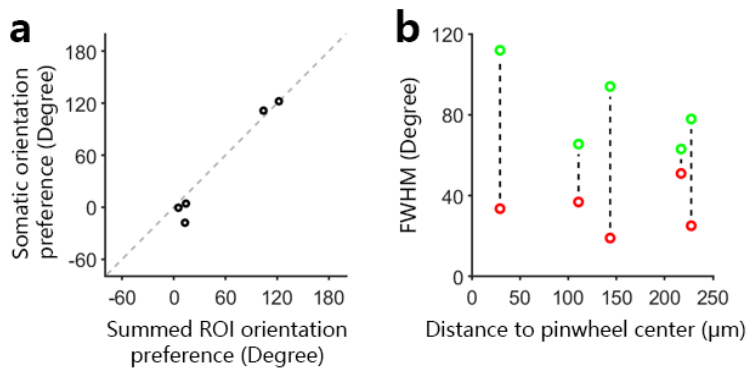 a
180
120
60
0
-60
-60 0 60 120 180
Somatic orientation
preference (Degree)
Summed ROI orientation
preference (Degree)
b
120
80
40
0
0 50 100 150 200 250
FWHM (Degree)
Distance to pinwheel center (μm)